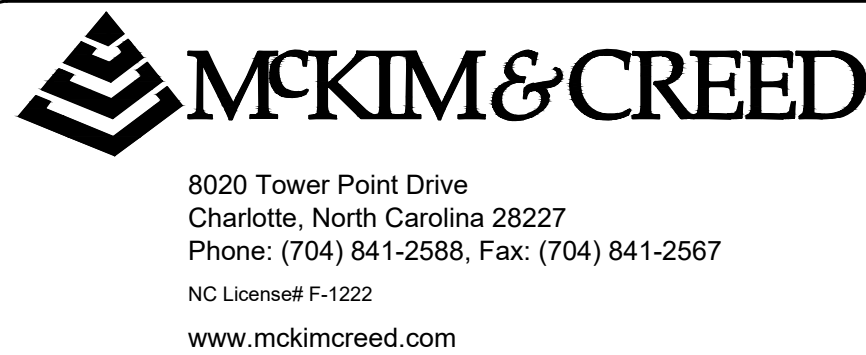 McKIM & CREED
8020 Tower Point Drive
Charlotte, North Carolina 28227
Phone: (704) 841-2588, Fax: (704) 841-2567
NC License# F-1222
www.mckimcreed.com